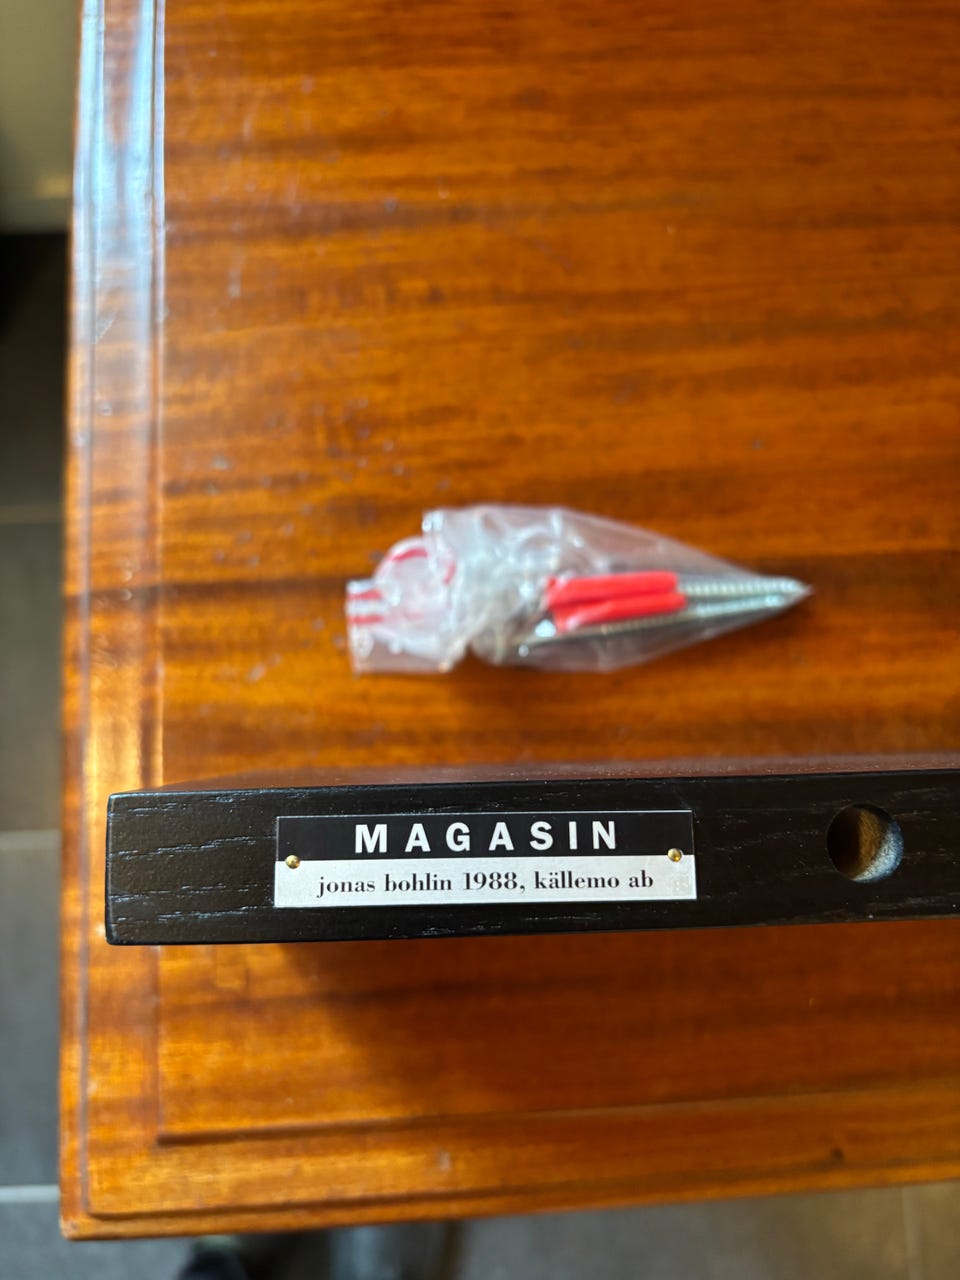 MAGASIN
jonas bohlin 1988, källemo ab